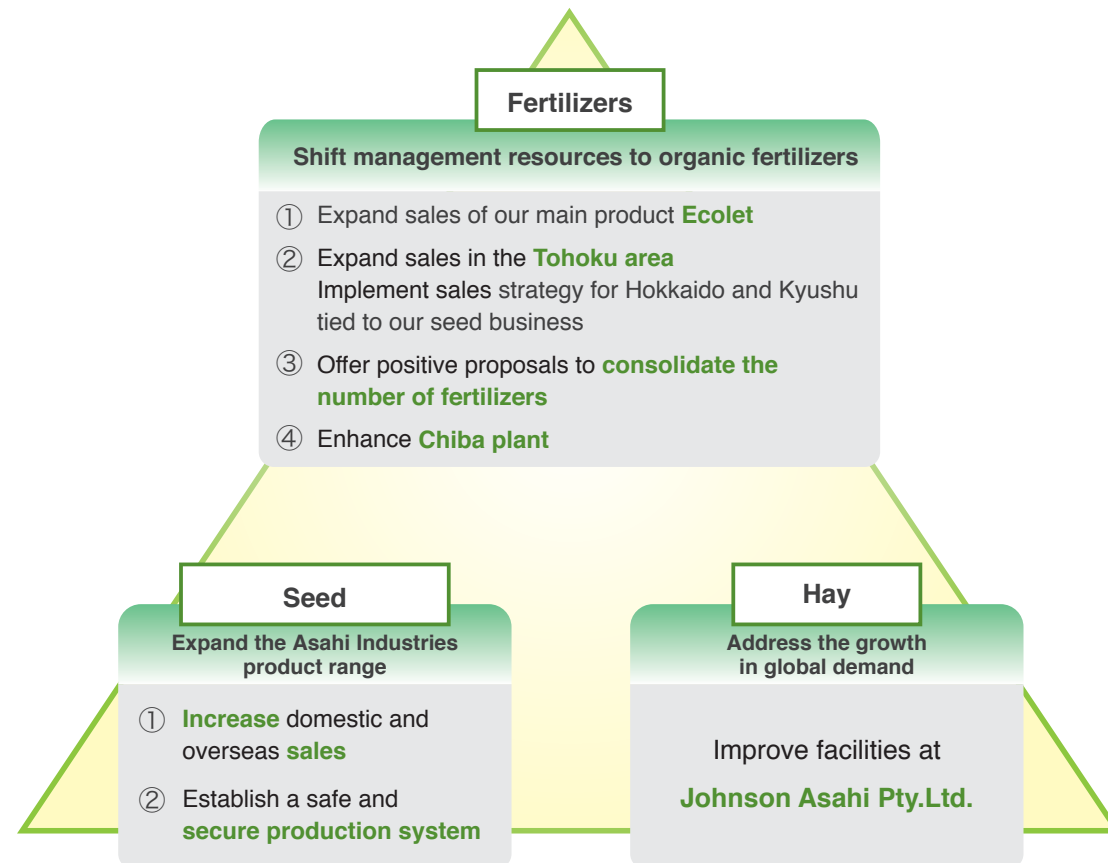 Fertilizers
Shift management resources to organic fertilizers
① Expand sales of our main product Ecolet
② Expand sales in the Tohoku area
Implement sales strategy for Hokkaido and Kyushu
tied to our seed business
③ Offer positive proposals to consolidate the
number of fertilizers
④ Enhance Chiba plant
Seed
Expand the Asahi Industries
product range
① Increase domestic and
overseas sales
② Establish a safe and
secure production system
Hay
Address the growth
in global demand
Improve facilities at
Johnson Asahi Pty.Ltd.